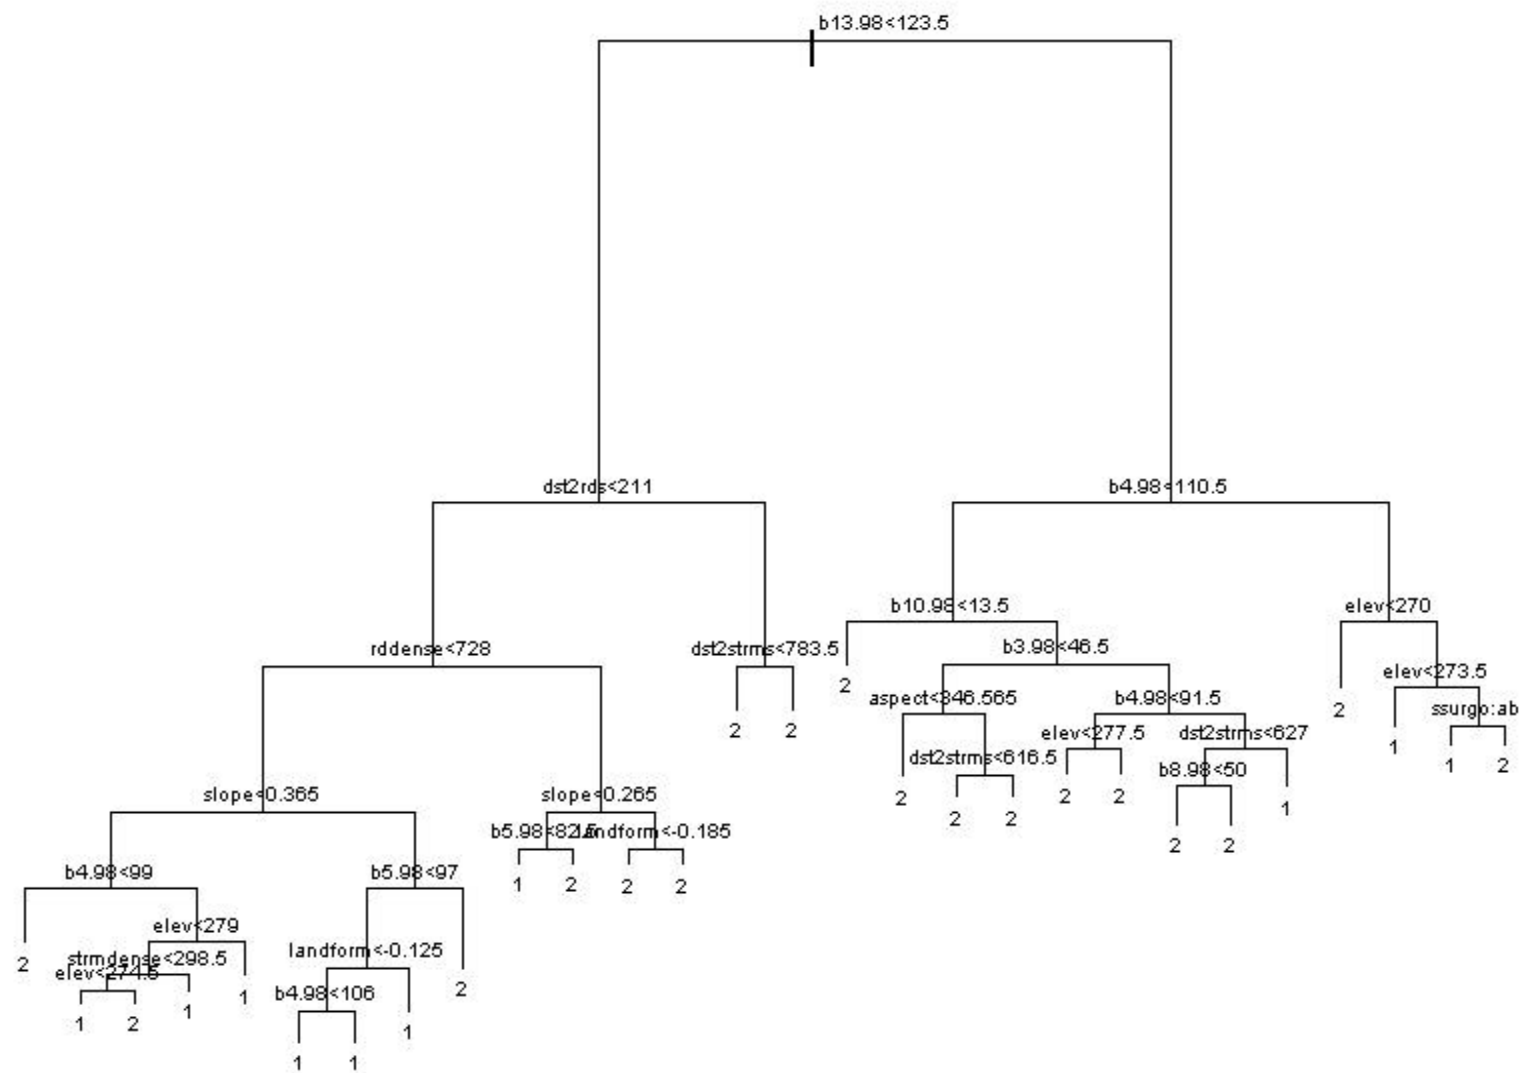 b13.98<123.5
dst2rds<211
b4.98<110.5
b10.98<13.5
elev<270
rddense<728
dst2strms<783.5
b3.98<46.5
elev<273.5
2
aspect<346.565
b4.98<91.5
2
ssurgo:ab
2
2
elev<277.5
dst2strms<627
1
dst2strms<616.5
b8.98<50
1
2
slope<0.365
slope<0.265
2
2
2
1
2
2
b5.98<82.5
landform<-0.185
2
2
b4.98<99
b5.98<97
1
2
2
2
elev<279
landform<-0.125
strmdense<298.5
2
elev<274.5
2
b4.98<106
1
1
1
2
1
1
1